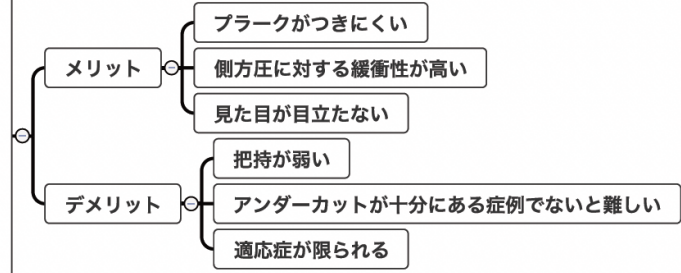 メリット
プラークがつきにくい
側方圧に対する緩衝性が高い
見た目が目立たない
デメリット
把持が弱い
アンダーカットが十分にある症例でないと難しい
適応症が限られる